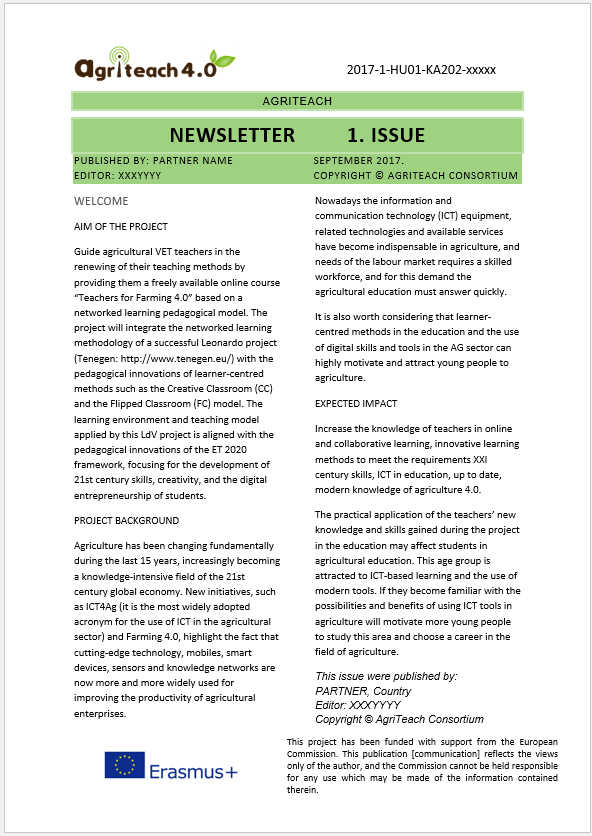 agriteach 4.0
2017-1-HU01-KA202-xxxxx
AGRITEACH
NEWSLETTER 1. ISSUE
PUBLISHED BY: PARTNER NAME
EDITOR: XXXYYYY
SEPTEMBER 2017.
COPYRIGHT © AGRITEACH CONSORTIUM
WELCOME
AIM OF THE PROJECT
Guide agricultural VET teachers in the
renewing of their teaching methods by
providing them a freely available online course
“Teachers for Farming 4.0” based on a
networked learning pedagogical model. The
project will integrate the networked learning
methodology of a successful Leonardo project
(Tenegen: http://www.tenegen.eu/) with the
pedagogical innovations of learner-centred
methods such as the Creative Classroom (CC)
and the Flipped Classroom (FC) model. The
learning environment and teaching model
applied by this LdV project is aligned with the
pedagogical innovations of the ET 2020
framework, focusing for the development of
21st century skills, creativity, and the digital
entrepreneurship of students.
PROJECT BACKGROUND
Agriculture has been changing fundamentally
during the last 15 years, increasingly becoming
a knowledge-intensive field of the 21st
century global economy. New initiatives, such
as ICT4Ag (it is the most widely adopted
acronym for the use of ICT in the agricultural
sector) and Farming 4.0, highlight the fact that
cutting-edge technology, mobiles, smart
devices, sensors and knowledge networks are
now more and more widely used for
improving the productivity of agricultural
enterprises.
Nowadays the information and
communication technology (ICT) equipment,
related technologies and available services
have become indispensable in agriculture, and
needs of the labour market requires a skilled
workforce, and for this demand the
agricultural education must answer quickly.
It is also worth considering that learner-
centred methods in the education and the use
of digital skills and tools in the AG sector can
highly motivate and attract young people to
agriculture.
EXPECTED IMPACT
Increase the knowledge of teachers in online
and collaborative learning, innovative learning
methods to meet the requirements XXI
century skills, ICT in education, up to date,
modern knowledge of agriculture 4.0.
The practical application of the teachers’ new
knowledge and skills gained during the project
in the education may affect students in
agricultural education. This age group is
attracted to ICT-based learning and the use of
modern tools. If they become familiar with the
possibilities and benefits of using ICT tools in
agriculture will motivate more young people
to study this area and choose a career in the
field of agriculture.
This issue were published by:
PARTNER, Country
Editor: XXXYYYY
Copyright © AgriTeach Consortium
Erasmus+
This project has been funded with support from the European
Commission. This publication [communication] reflects the views
only of the author, and the Commission cannot be held responsible
for any use which may be made of the information contained
therein.